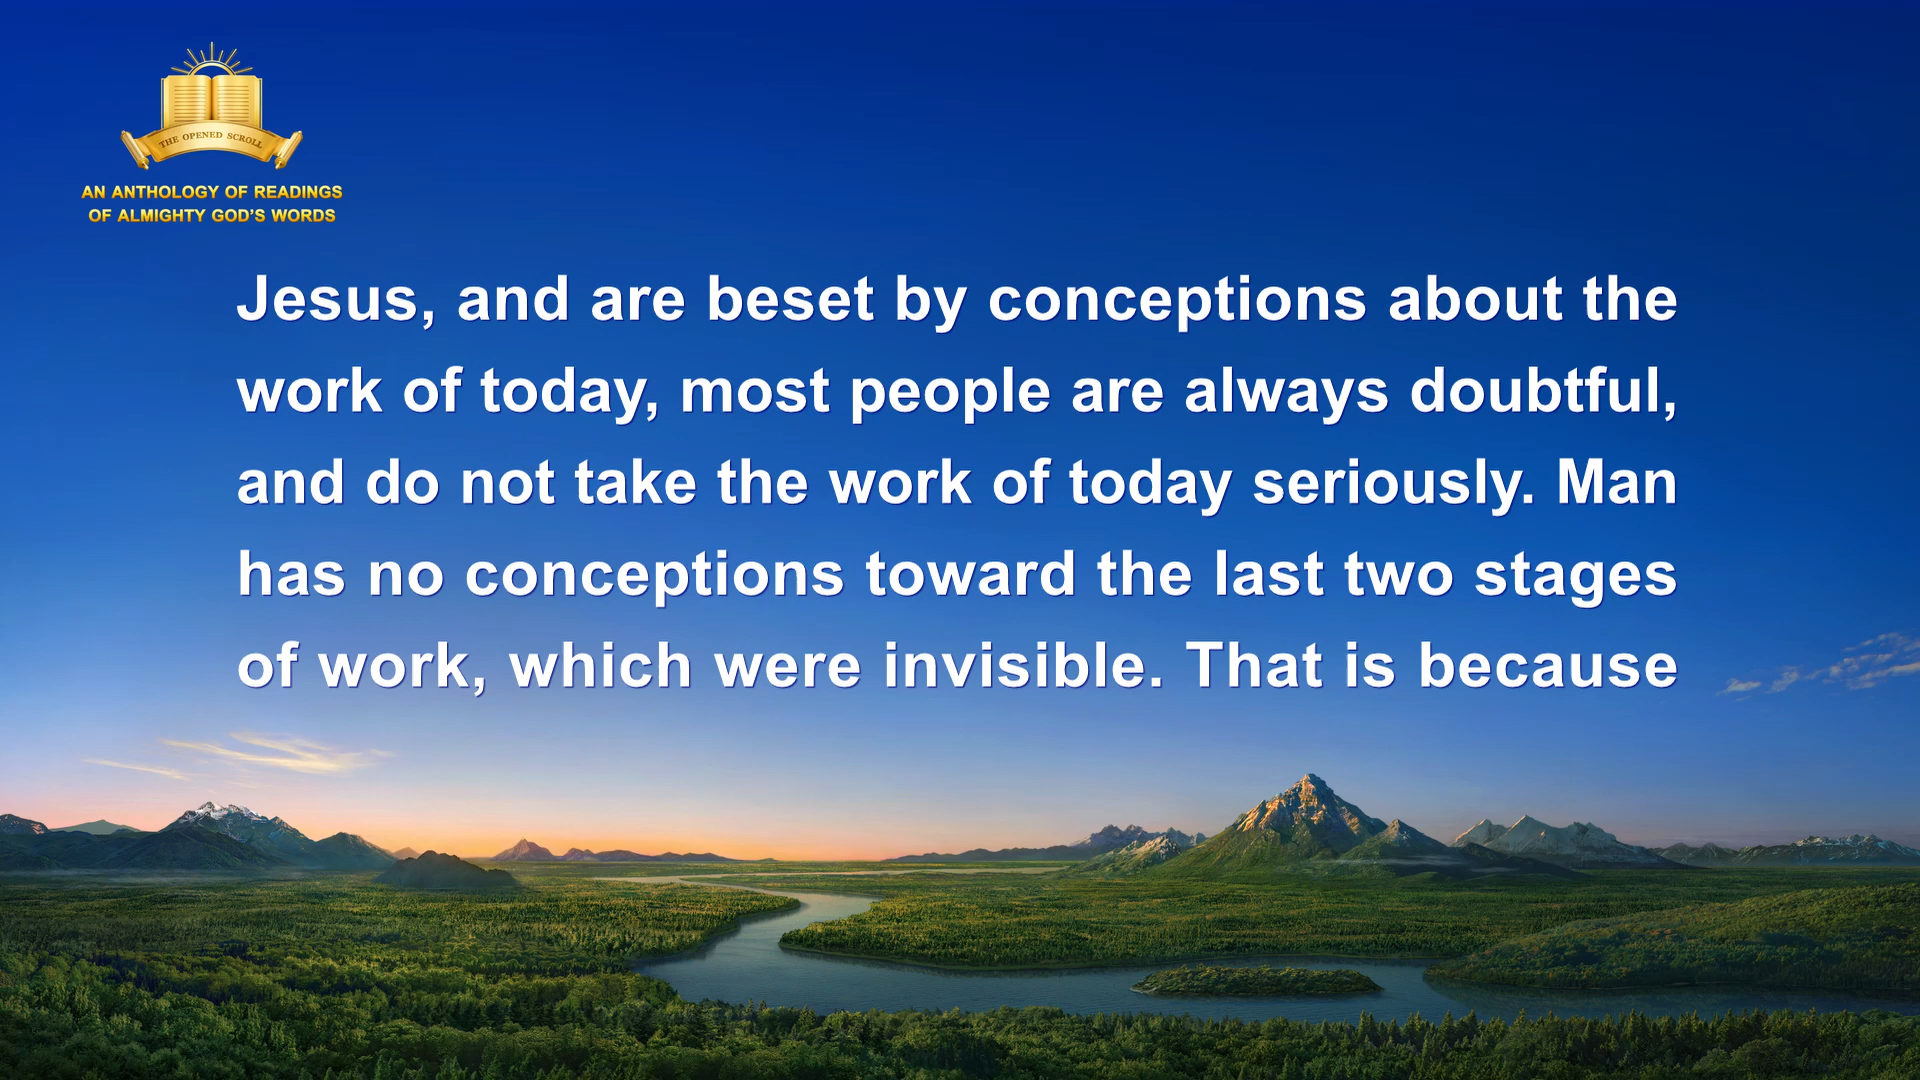 THE OPENED SCROLL
AN ANTHOLOGY OF READINGS
OF ALMIGHTY GOD'S WORDS
Jesus, and are beset by conceptions about the
work of today, most people are always doubtful,
and do not take the work of today seriously. Man
has no conceptions toward the last two stages
of work, which were invisible. That is because